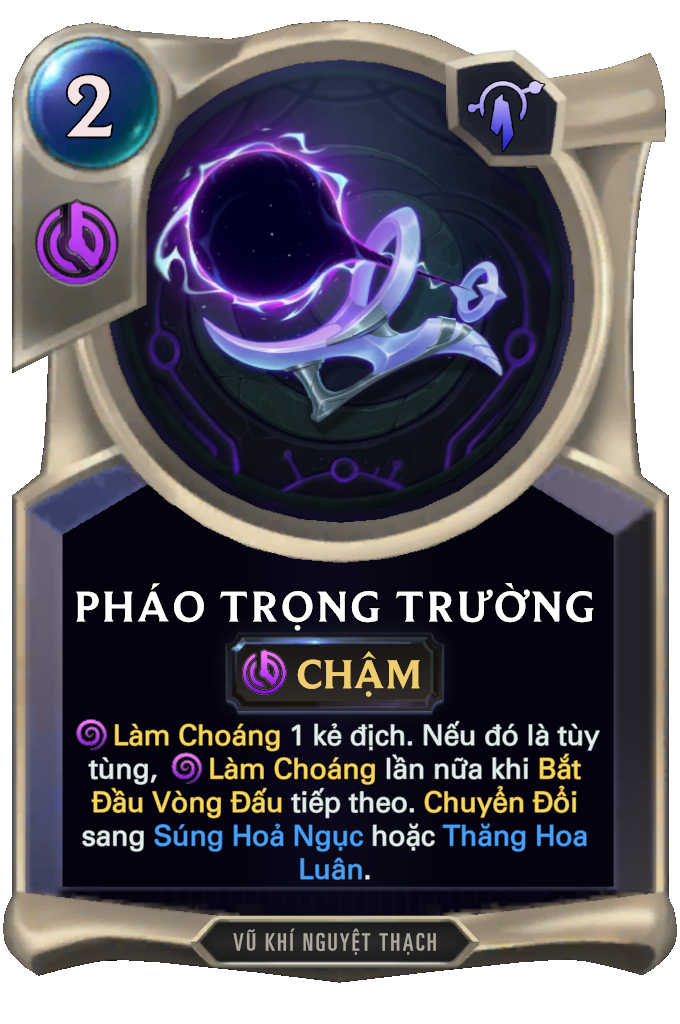 2
PHÁO TRỌNG TRƯỜNG
CHẬM
Làm Choáng 1 kẻ địch. Nếu đó là tùy
tùng, Làm Choáng lần nữa khi Bắt
Đầu Vòng Đấu tiếp theo. Chuyển Đổi
sang Súng Hoả Ngục hoặc Thăng Hoa
Luân.
VŨ KHÍ NGUYỆT THẠCH